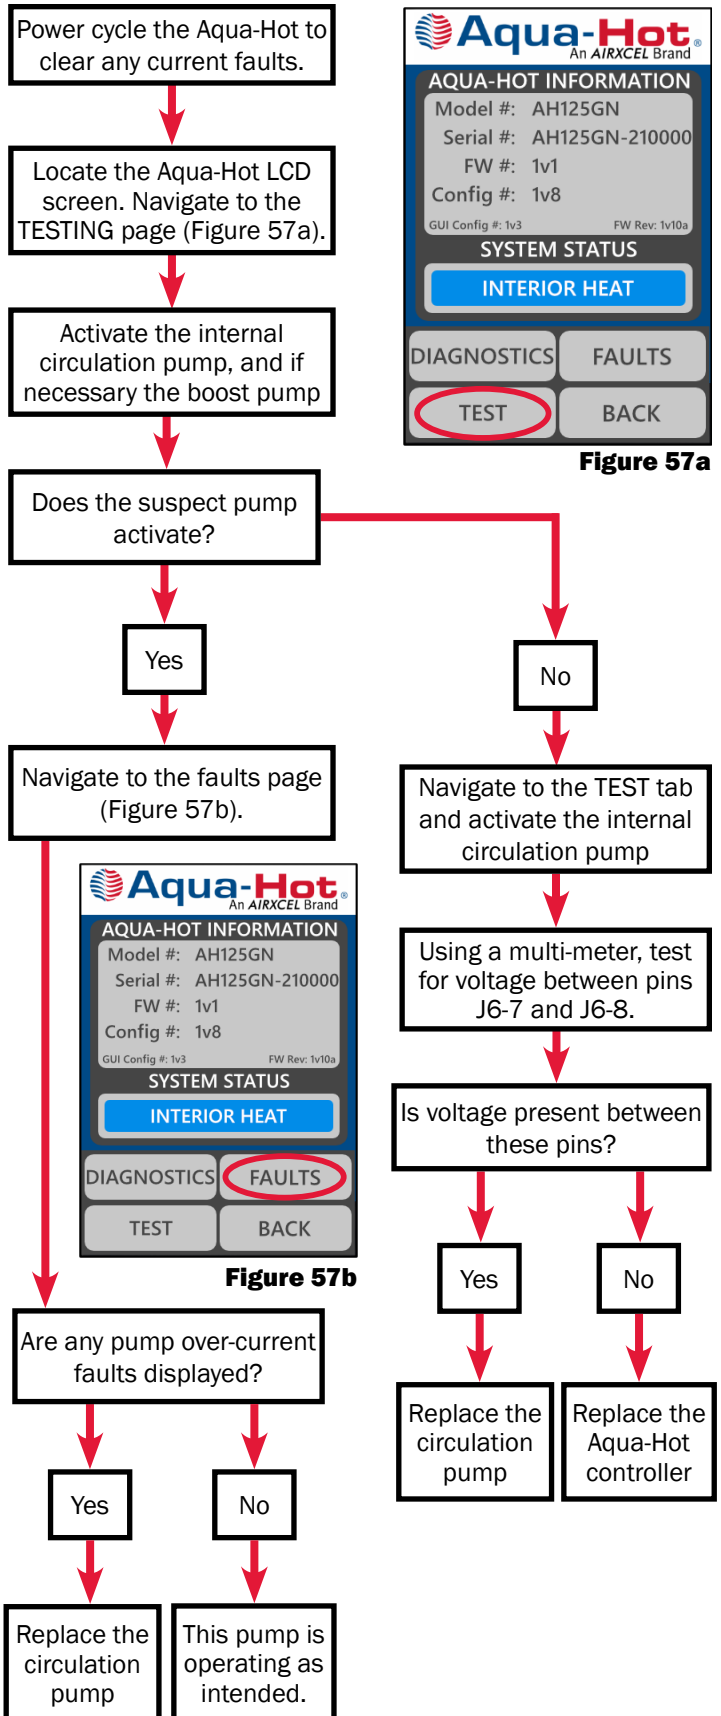 Power cycle the Aqua-Hot to
clear any current faults.
Locate the Aqua-Hot LCD
screen. Navigate to the
TESTING page (Figure 57a).
Activate the internal
circulation pump, and if
necessary the boost pump
Does the suspect pump
activate?
Aqua-Hot®
An AIRXCEL Brand
AQUA-HOT INFORMATION
Model #: AH125GN
Serial #: AH125GN-210000
FW #: 1v1
Config #: 1v8
GUI Config #: 1v3 FW Rev: 1v10a
SYSTEM STATUS
INTERIOR HEAT
DIAGNOSTICS FAULTS
TEST BACK
Figure 57a
Yes
Navigate to the faults page
(Figure 57b).
Aqua-Hot®
An AIRXCEL Brand
AQUA-HOT INFORMATION
Model #: AH125GN
Serial #: AH125GN-210000
FW #: 1v1
Config #: 1v8
GUI Config #: 1v3 FW Rev: 1v10a
SYSTEM STATUS
INTERIOR HEAT
DIAGNOSTICS FAULTS
TEST BACK
Figure 57b
Are any pump over-current
faults displayed?
Yes
No
Replace the
circulation
pump
This pump is
operating as
intended.
No
Navigate to the TEST tab
and activate the internal
circulation pump
Using a multi-meter, test
for voltage between pins
J6-7 and J6-8.
Is voltage present between
these pins?
Yes
No
Replace the
circulation
pump
Replace the
Aqua-Hot
controller